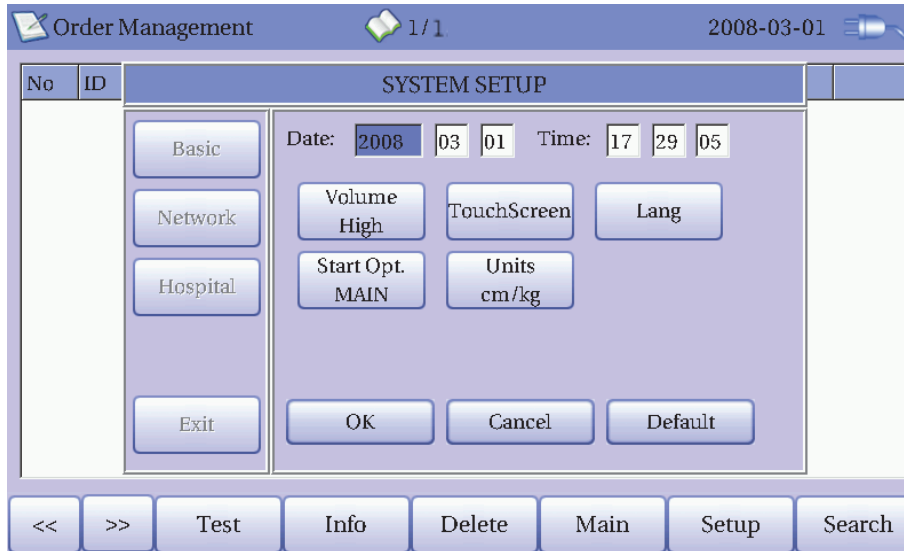 Order Management 1/1 2008-03-01
No ID
SYSTEM SETUP
Basic
Network
Hospital
Exit
Date: 2008 03 01 Time: 17 29 05
Volume
High
TouchScreen
Lang
Start Opt.
MAIN
Units
cm/kg
OK Cancel Default
<< >> Test Info Delete Main Setup Search